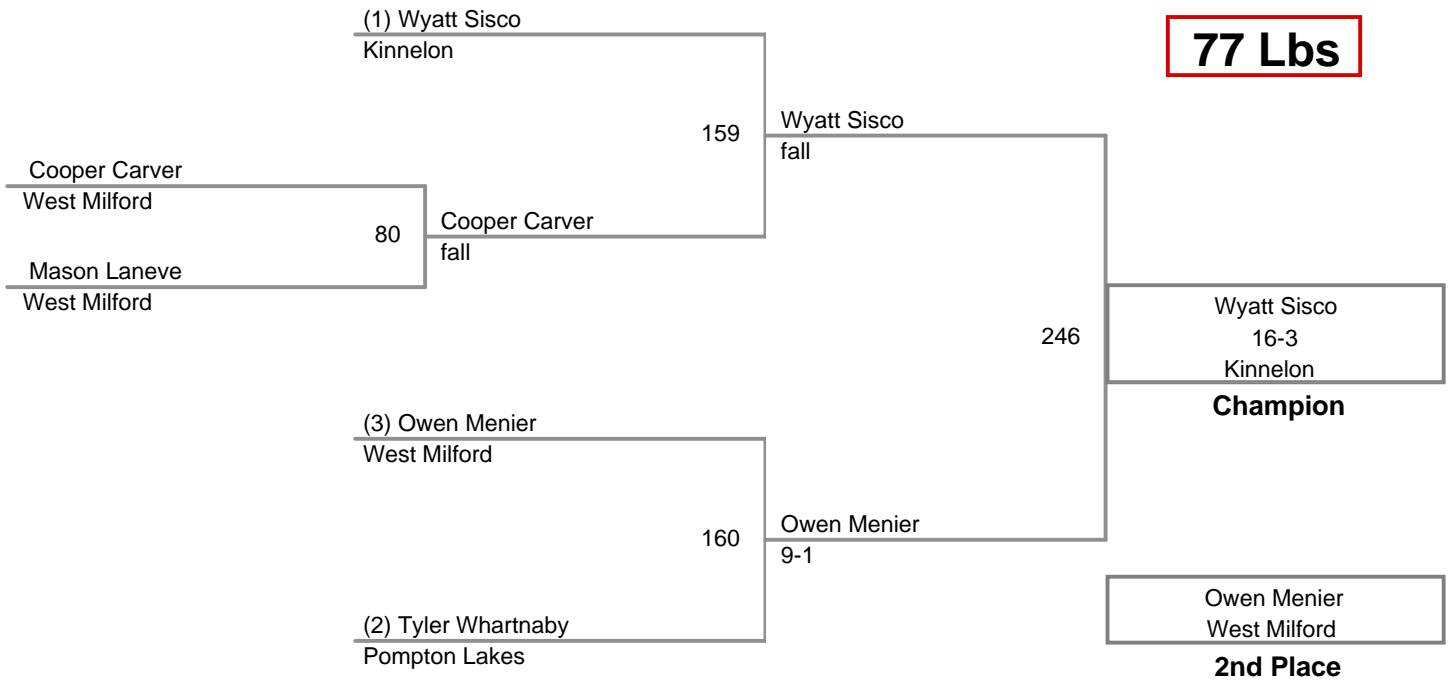 (1) Wyatt Sisco
Kinnelon
77 Lbs
159
Wyatt Sisco
fall
Cooper Carver
West Milford
80
Cooper Carver
fall
Mason Laneve
West Milford
246
Wyatt Sisco
16-3
Kinnelon
Champion
(3) Owen Menier
West Milford
160
Owen Menier
9-1
(2) Tyler Whartnaby
Pompton Lakes
Owen Menier
West Milford
2nd Place